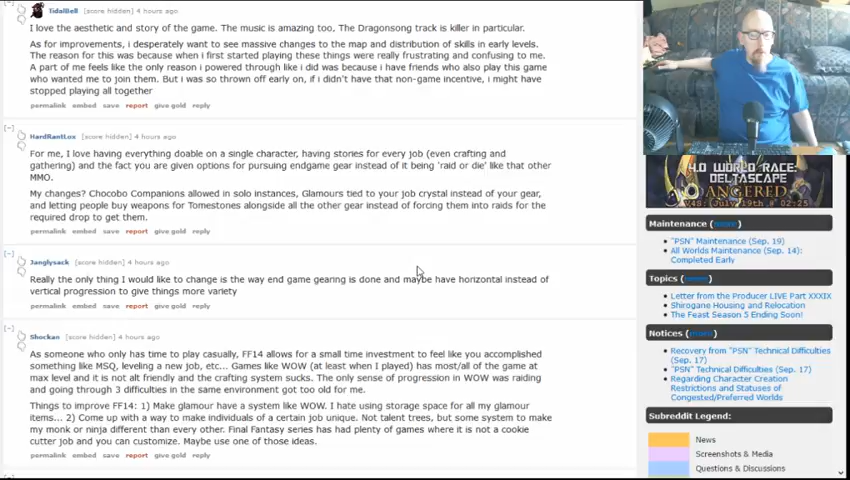 [-]
TidalBell [score hidden] 4 hours ago
I love the aesthetic and story of the game. The music is amazing too, The Dragonsong track is killer in particular.
As for improvements, i desperately want to see massive changes to the map and distribution of skills in early levels.
The reason for this was because when i first started playing these things were really frustrating and confusing to me.
A part of me feels like the only reason i powered through like i did was because i have friends who also play this game
who wanted me to join them. But i was so thrown off early on, if i didn't have that non-game incentive, i might have
stopped playing all together
permalink embed save report give gold reply
[-]
HardRantLox [score hidden] 4 hours ago
For me, I love having everything doable on a single character, having stories for every job (even crafting and
gathering) and the fact you are given options for pursuing endgame gear instead of it being 'raid or die' like that other
MMO.
My changes? Chocobo Companions allowed in solo instances, Glamours tied to your job crystal instead of your gear,
and letting people buy weapons for Tomestones alongside all the other gear instead of forcing them into raids for the
required drop to get them.
permalink embed save report give gold reply
[-]
Janglysack [score hidden] 4 hours ago
Really the only thing I would like to change is the way end game gearing is done and maybe have horizontal instead of
vertical progression to give things more variety
permalink embed save report give gold reply
[-]
Shockan [score hidden] 4 hours ago
As someone who only has time to play casually, FF14 allows for a small time investment to feel like you accomplished
something like MSQ, leveling a new job, etc... Games like WOW (at least when I played) has most/all of the game at
max level and it is not alt friendly and the crafting system sucks. The only sense of progression in WOW was raiding
and going through 3 difficulties in the same environment got too old for me.
Things to improve FF14: 1) Make glamour have a system like WOW. I hate using storage space for all my glamour
items... 2) Come up with a way to make individuals of a certain job unique. Not talent trees, but some system to make
my monk or ninja different than every other. Final Fantasy series has had plenty of games where it is not a cookie
cutter job and you can customize. Maybe use one of those ideas.
permalink embed save report give gold reply
4.0 WORLD RACE:
DELTASCAPE
ANGERED
V4S: (July 19th @ 02:25
Maintenance (more)
"PSN" Maintenance (Sep. 19)
All Worlds Maintenance (Sep. 14):
Completed Early
Topics (more)
Letter from the Producer LIVE Part XXXIX
Shirogane Housing and Relocation
The Feast Season 5 Ending Soon!
Notices (more)
Recovery from "PSN" Technical Difficulties
(Sep. 17)
"PSN" Technical Difficulties (Sep. 17)
Regarding Character Creation
Restrictions and Statuses of
Congested/Preferred Worlds
Subreddit Legend:
News
Screenshots & Media
Questions & Discussions